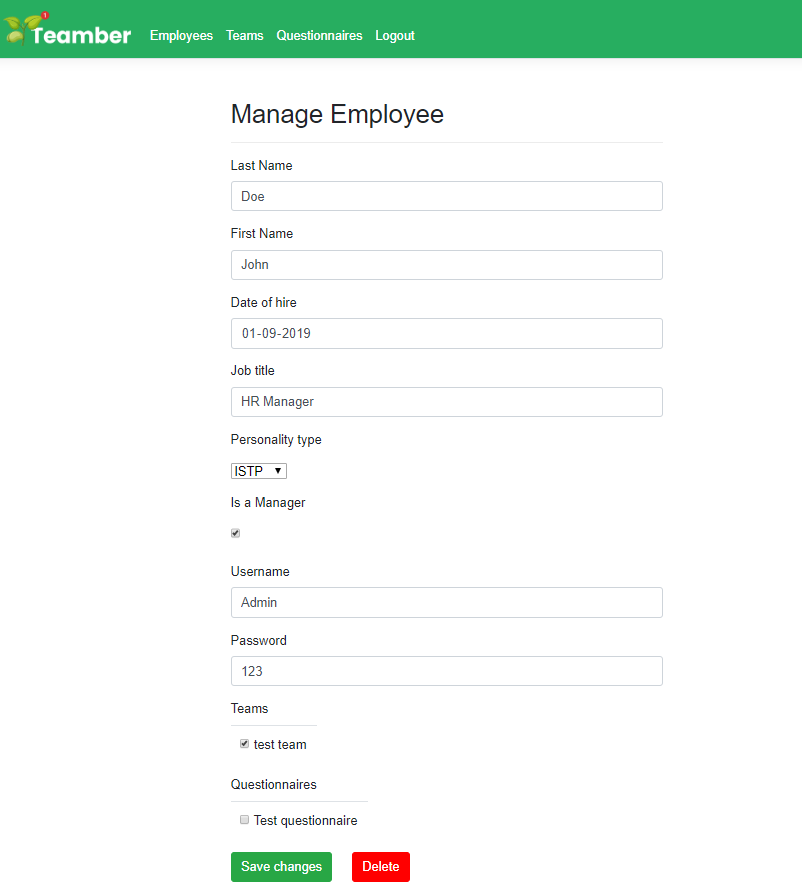 Teamber Employees Teams Questionnaires Logout
1
Manage Employee
Last Name
Doe
First Name
John
Date of hire
01-09-2019
Job title
HR Manager
Personality type
ISTP
Is a Manager
Username
Admin
Password
123
Teams
test team
Questionnaires
Test questionnaire
Save changes Delete